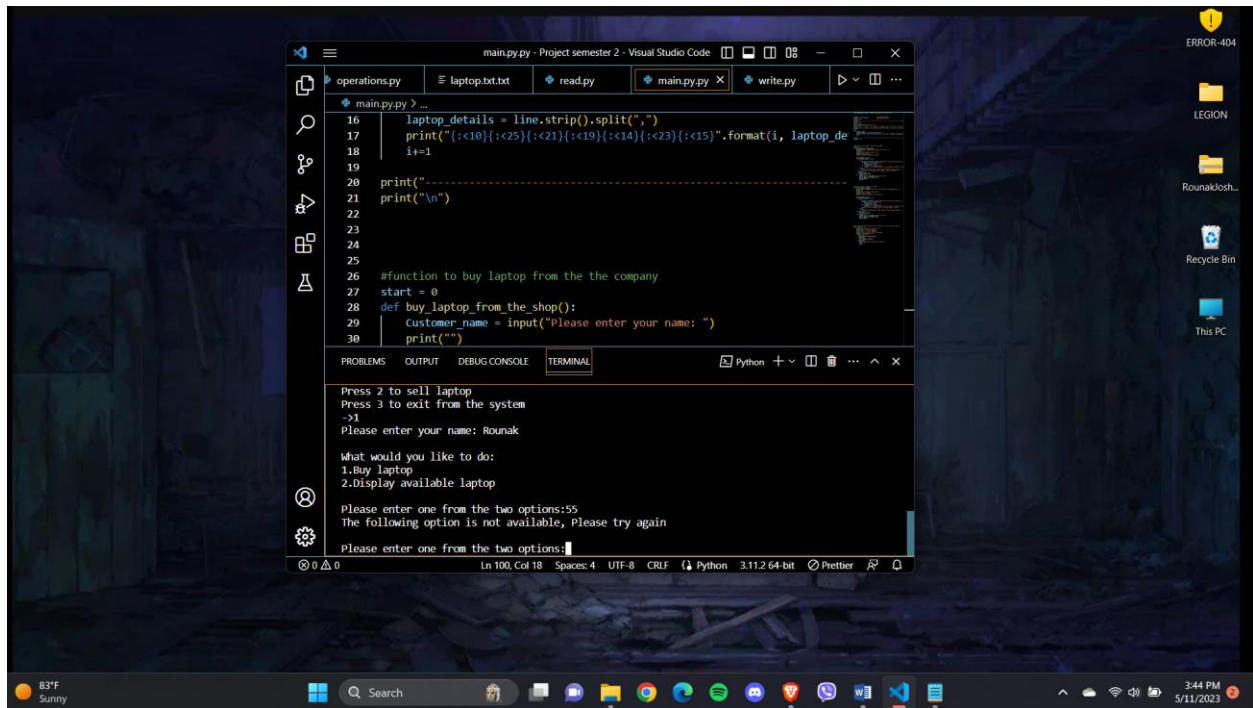 ERROR-404
LEGION
RounakJosh...
Recycle Bin
This PC
main.py.py - Project semester 2 - Visual Studio Code
operations.py laptop.txt.txt read.py main.py.py write.py
main.py.py > ...
16 laptop_details = line.strip().split(",")
17 print("{:<10}{:<25}{:<21}{:<19}{:<14}{:<23}{:<15}".format(i, laptop_de
18 i+=1
19
20 print("-----------------------------------------------------------------------
21 print("\n")
22
23
24
25
26 #function to buy laptop from the the company
27 start = 0
28 def buy_laptop_from_the_shop():
29 Customer_name = input("Please enter your name: ")
30 print("")
PROBLEMS OUTPUT DEBUG CONSOLE TERMINAL Python
Press 2 to sell laptop
Press 3 to exit from the system
->1
Please enter your name: Rounak
What would you like to do:
1.Buy laptop
2.Display available laptop
Please enter one from the two options:55
The following option is not available, Please try again
Please enter one from the two options:
0 0 Ln 100, Col 18 Spaces: 4 UTF-8 CRLF Python 3.11.2 64-bit Prettier
83°F
Sunny
Search
3:44 PM
5/11/2023
2